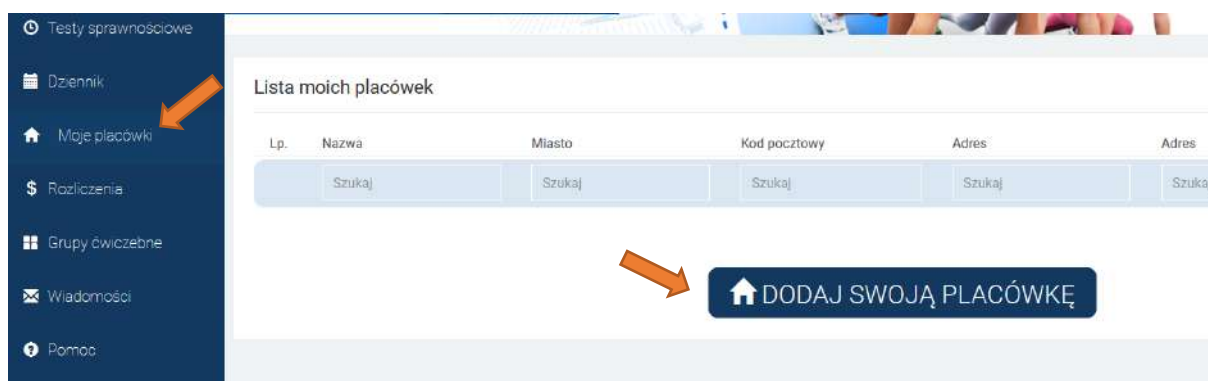 Testy sprawnościowe
Dziennik
Moje placówki
Rozliczenia
Grupy ćwiczebne
Wiadomości
Pomoc
Lista moich placówek
Lp. Nazwa Miasto Kod pocztowy Adres Adres
Szukaj Szukaj Szukaj Szukaj Szuka
DODAJ SWOJĄ PLACÓWKĘ